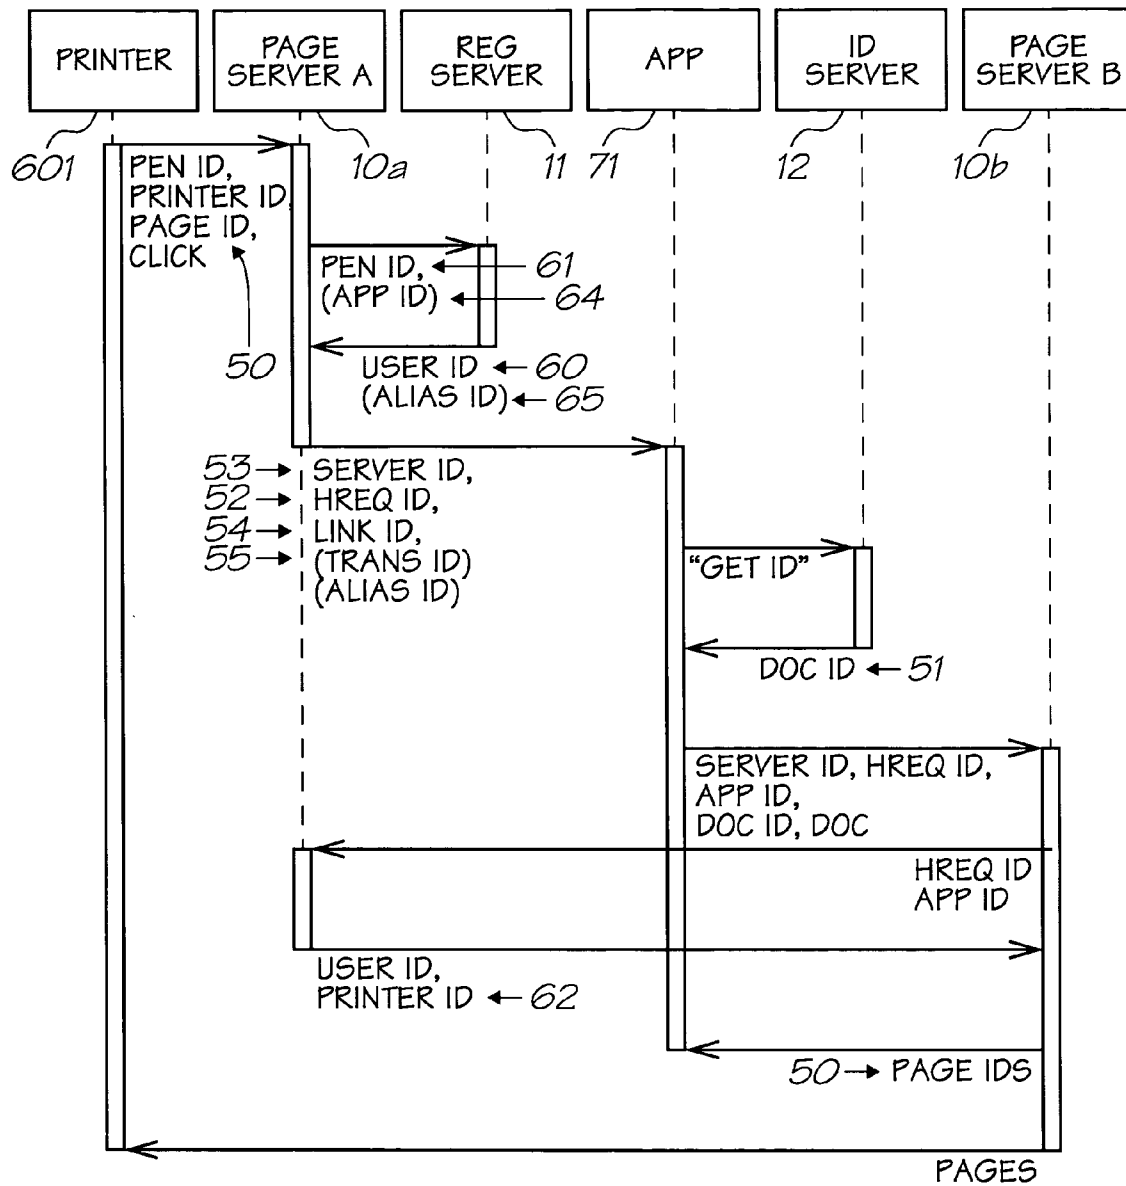 PRINTER
PAGE
SERVER A
REG
SERVER
APP
ID
SERVER
PAGE
SERVER B
601
10a
11
71
12
10b
PEN ID,
PRINTER ID
PAGE ID,
CLICK
50
PEN ID, 61
(APP ID) 64
USER ID 60
(ALIAS ID) 65
53 SERVER ID,
52 HREQ ID,
54 LINK ID,
55 (TRANS ID)
(ALIAS ID)
“GET ID”
DOC ID 51
SERVER ID, HREQ ID,
APP ID,
DOC ID, DOC
HREQ ID
APP ID
USER ID,
PRINTER ID 62
50 PAGE IDS
PAGES